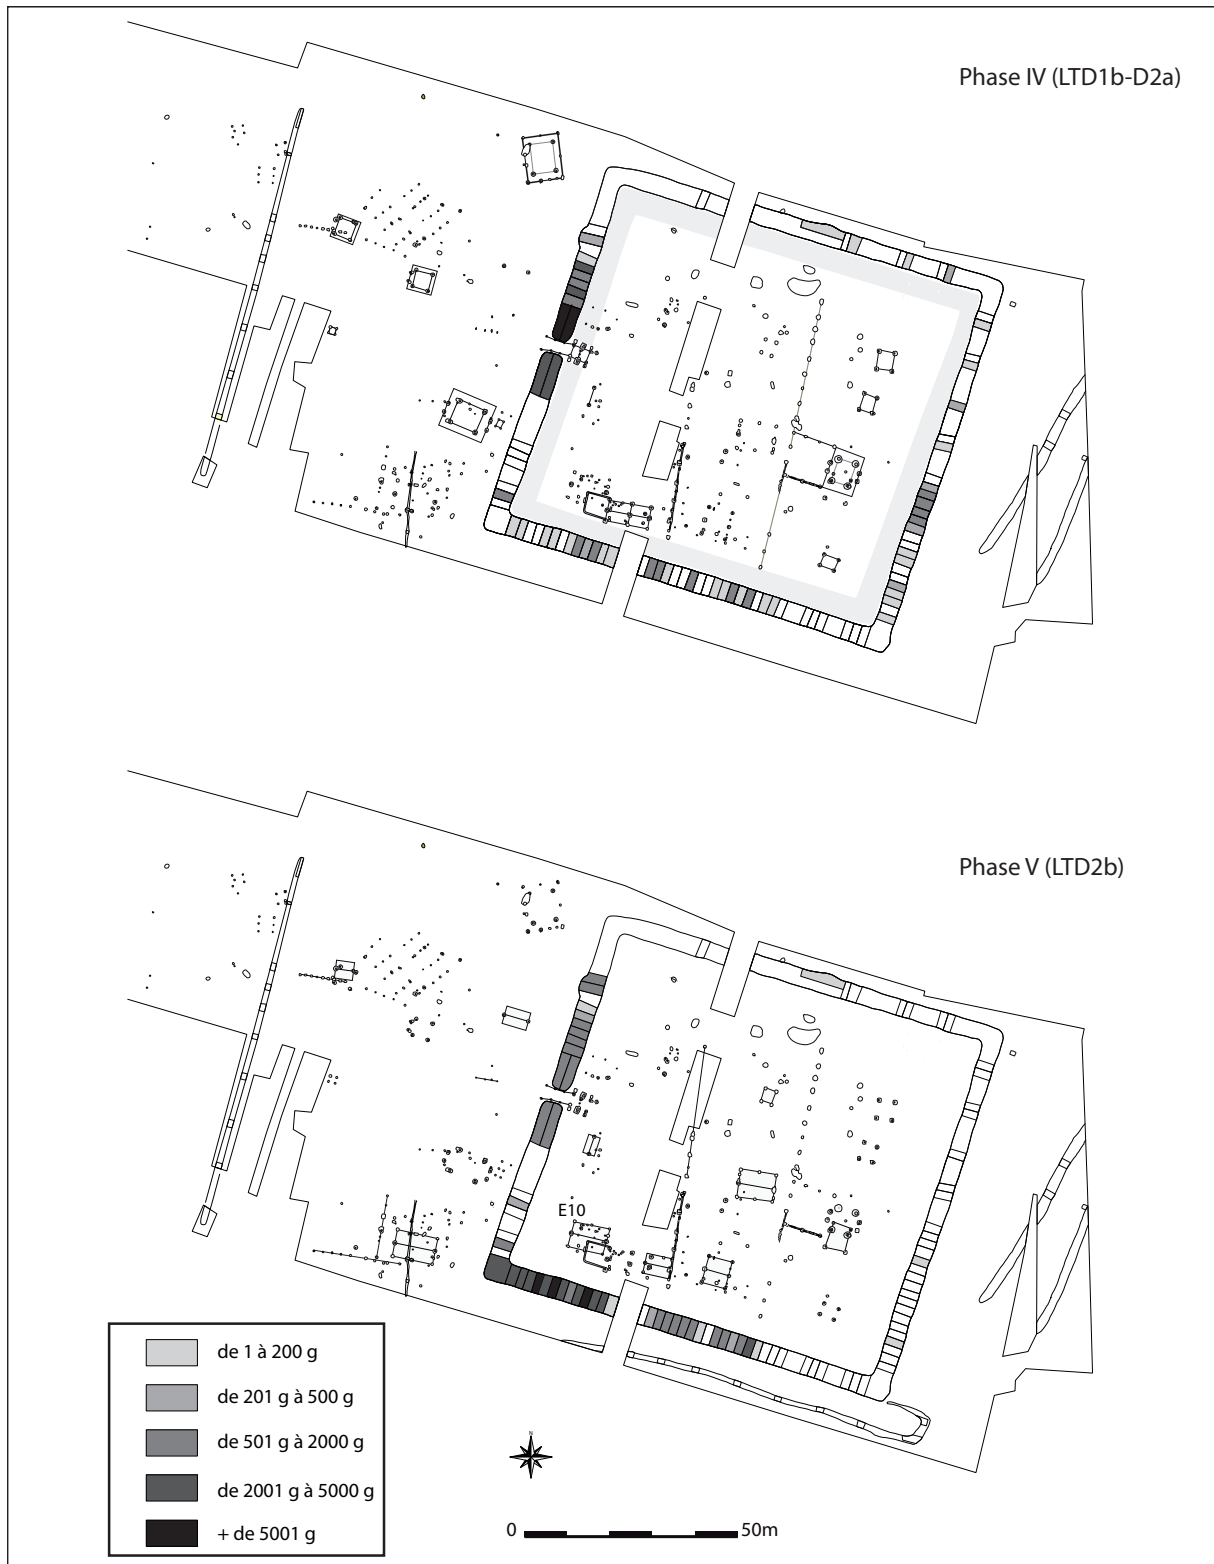 Phase IV (LTD1b-D2a)
Phase V (LTD2b)
E10
de 1 à 200 g
de 201 g à 500 g
de 501 g à 2000 g
de 2001 g à 5000 g
+ de 5001 g
N
0 50m